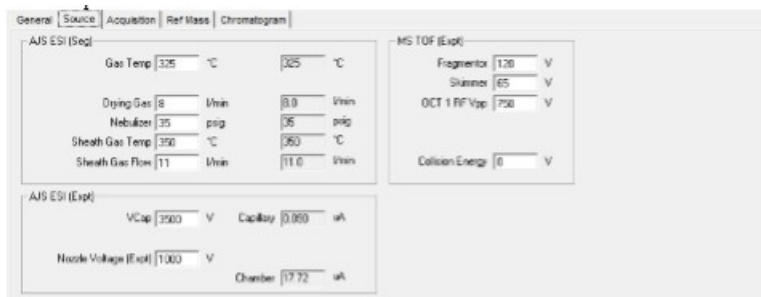 General Source Acquisition Ref Mass Chromatogram
AJS ESI (Seg)
Gas Temp 325 °C 325 °C
Drying Gas 8 l/min 8.0 l/min
Nebulizer 35 psig 35 psig
Sheath Gas Temp 350 °C 350 °C
Sheath Gas Flow 11 l/min 11.0 l/min
MS TOF (Expt)
Fragmentor 120 V
Skimmer 65 V
OCT 1 RF Vpp 750 V
Collision Energy 0 V
AJS ESI (Expt)
VCap 3500 V Capillary 0.090 uA
Nozzle Voltage (Expt) 1000 V
Chamber 17.72 uA